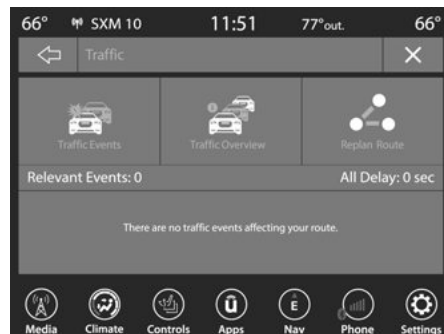 66° SXM 10 11:51 77°out. 66°
Traffic
Traffic Events Traffic Overview Replan Route
Relevant Events: 0 All Delay: 0 sec
There are no traffic events affecting your route.
û E
Media Climate Controls Apps Nav Phone Settings